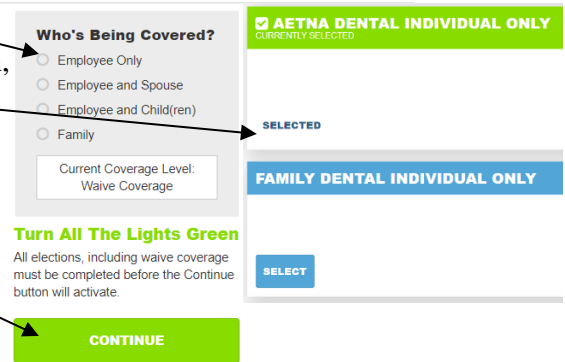 Who's Being Covered?
Employee Only
Employee and Spouse
Employee and Child(ren)
Family
Current Coverage Level:
Waive Coverage
Turn All The Lights Green
All elections, including waive coverage
must be completed before the Continue
button will activate.
CONTINUE
AETNA DENTAL INDIVIDUAL ONLY
CURRENTLY SELECTED
SELECTED
FAMILY DENTAL INDIVIDUAL ONLY
SELECT